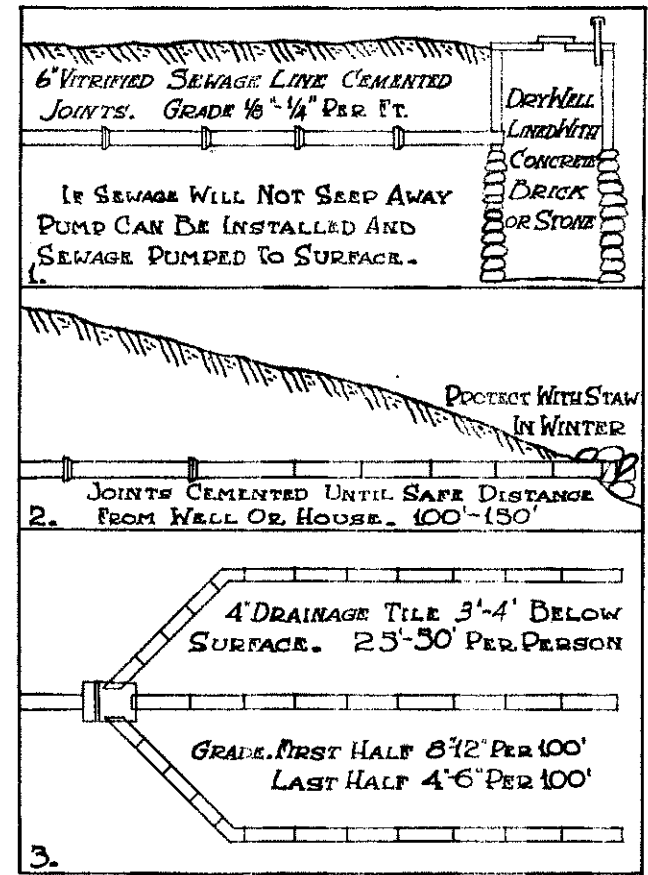 6" VITRIFIED SEWAGE LINE CEMENTED
JOINTS. GRADE 1/8"-1/4" PER FT.
DRY WELL
LINED WITH
CONCRETE
BRICK
OR STONE
IF SEWAGE WILL NOT SEEP AWAY
PUMP CAN BE INSTALLED AND
SEWAGE PUMPED TO SURFACE.
1.
PROTECT WITH STAW
IN WINTER
JOINTS CEMENTED UNTIL SAFE DISTANCE
2. FROM WELL OR HOUSE. 100'-150'
4" DRAINAGE TILE 3'-4' BELOW
SURFACE. 25'-50' PER PERSON
GRADE. FIRST HALF 8"-12" PER 100'
LAST HALF 4"-6" PER 100'
3.